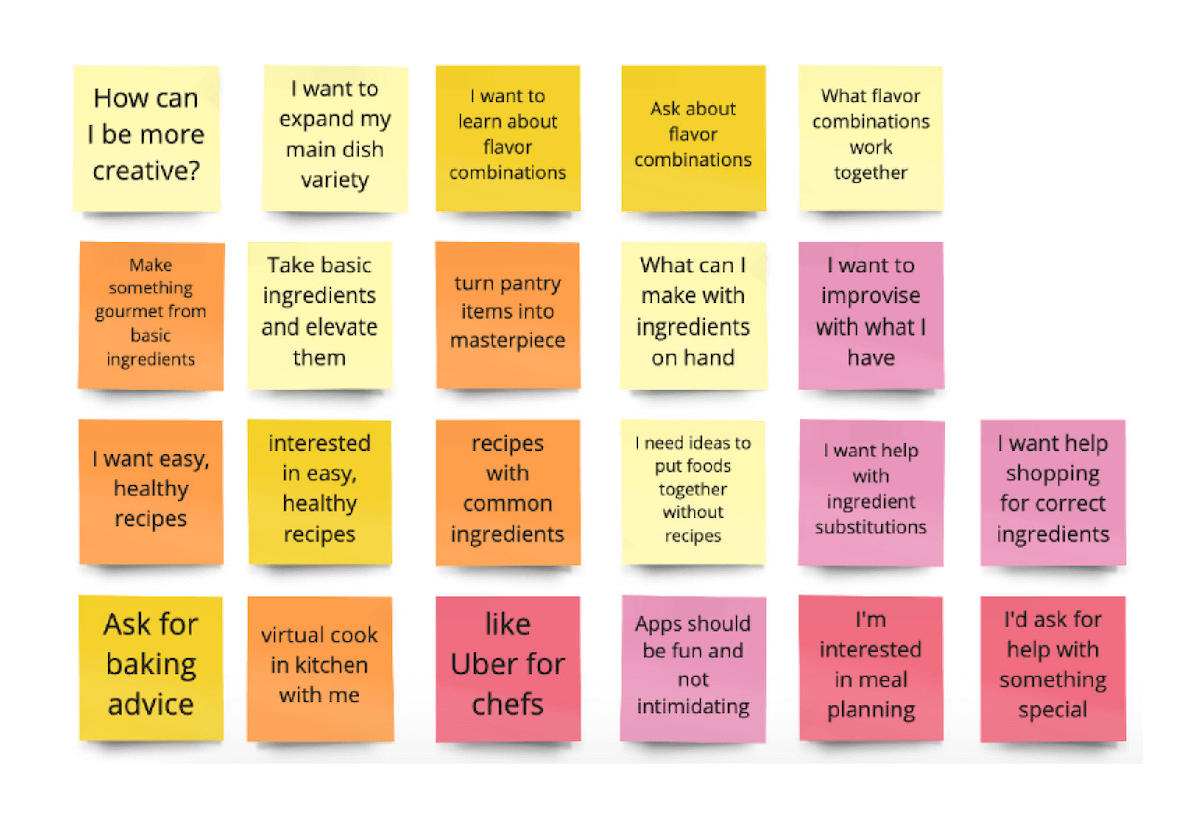 How can
I be more
creative?
I want to
expand my
main dish
variety
I want to
learn about
flavor
combinations
Ask about
flavor
combinations
What flavor
combinations
work
together
Make
something
gourmet from
basic
ingredients
Take basic
ingredients
and elevate
them
turn pantry
items into
masterpiece
What can I
make with
ingredients
on hand
I want to
improvise
with what I
have
I want easy,
healthy
recipes
interested
in easy,
healthy
recipes
recipes
with
common
ingredients
I need ideas to
put foods
together
without
recipes
I want help
with
ingredient
substitutions
I want help
shopping
for correct
ingredients
Ask for
baking
advice
virtual cook
in kitchen
with me
like
Uber for
chefs
Apps should
be fun and
not
intimidating
I'm
interested
in meal
planning
I'd ask for
help with
something
special